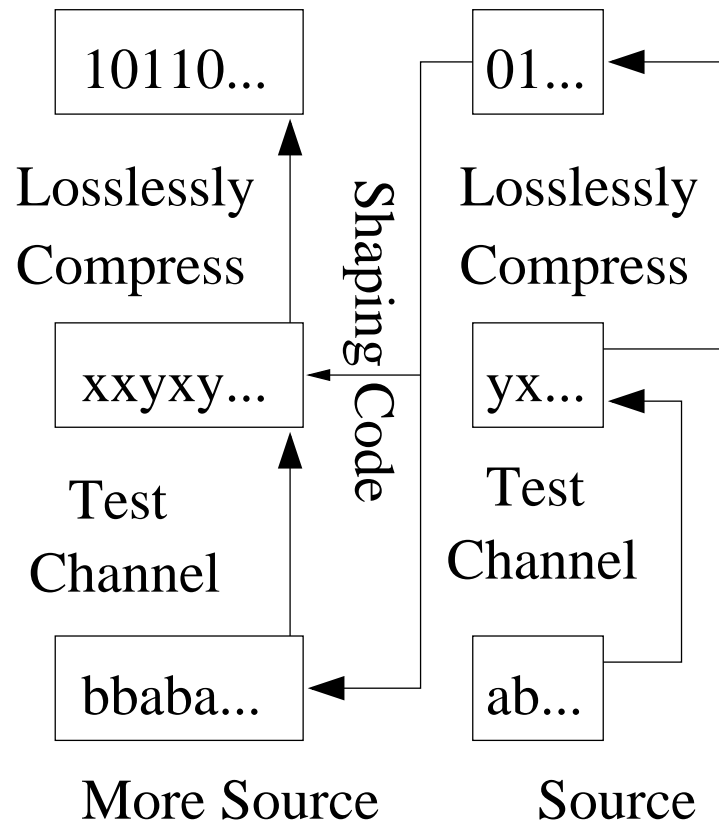 10110...
01...
Losslessly
Compress
Shaping Code
Losslessly
Compress
xxyxy...
yx...
Test
Channel
Test
Channel
bbaba...
ab...
More Source
Source